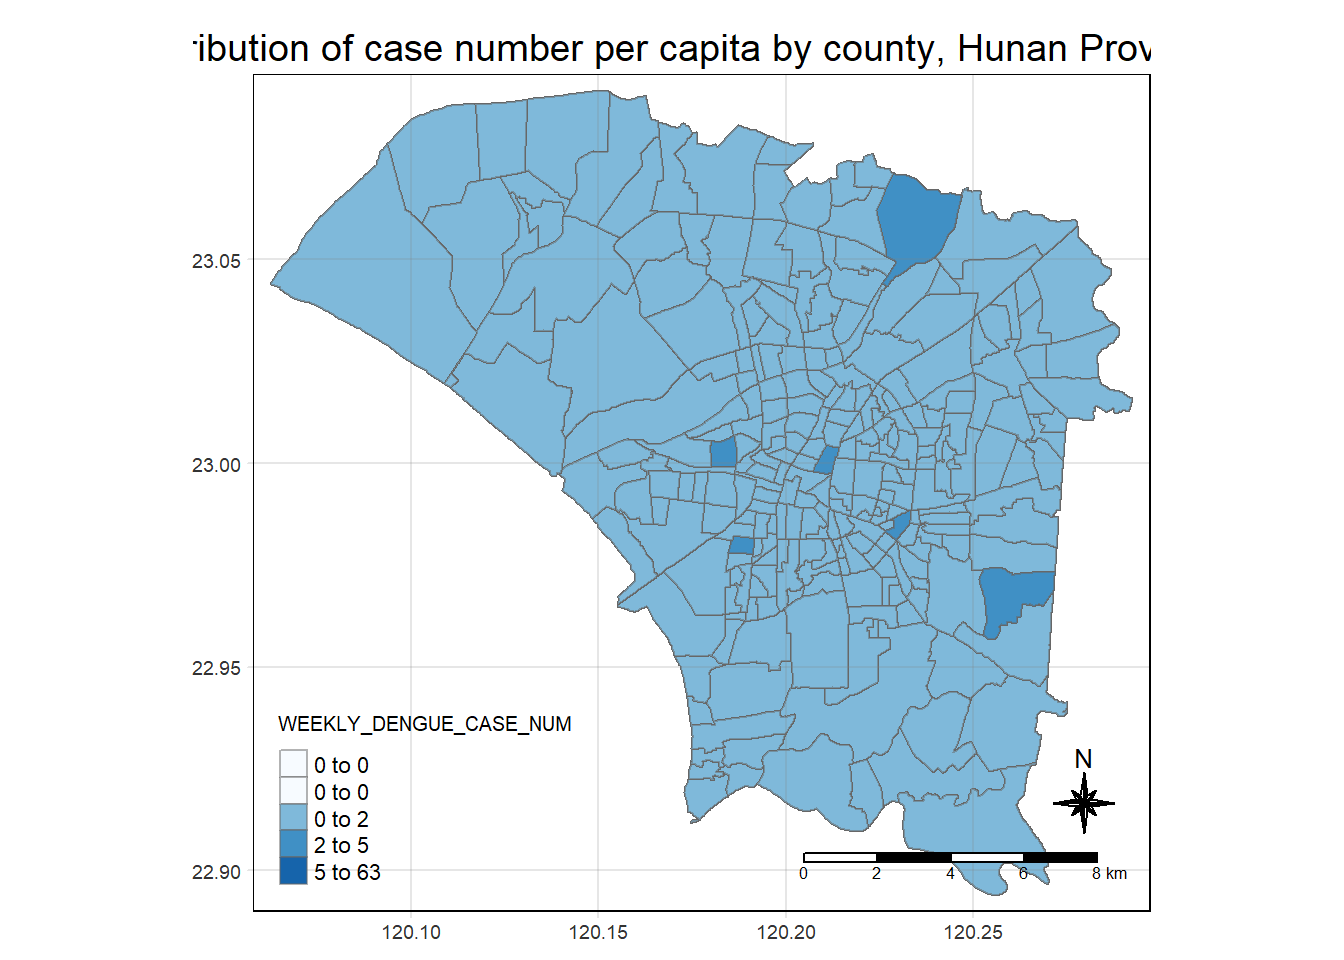 ribution of case number per capita by county, Hunan Prov
23.05
23.00
22.95
22.90
WEEKLY_DENGUE_CASE_NUM
0 to 0
0 to 0
0 to 2
2 to 5
5 to 63
N
0 2 4 6 8 km
120.10 120.15 120.20 120.25